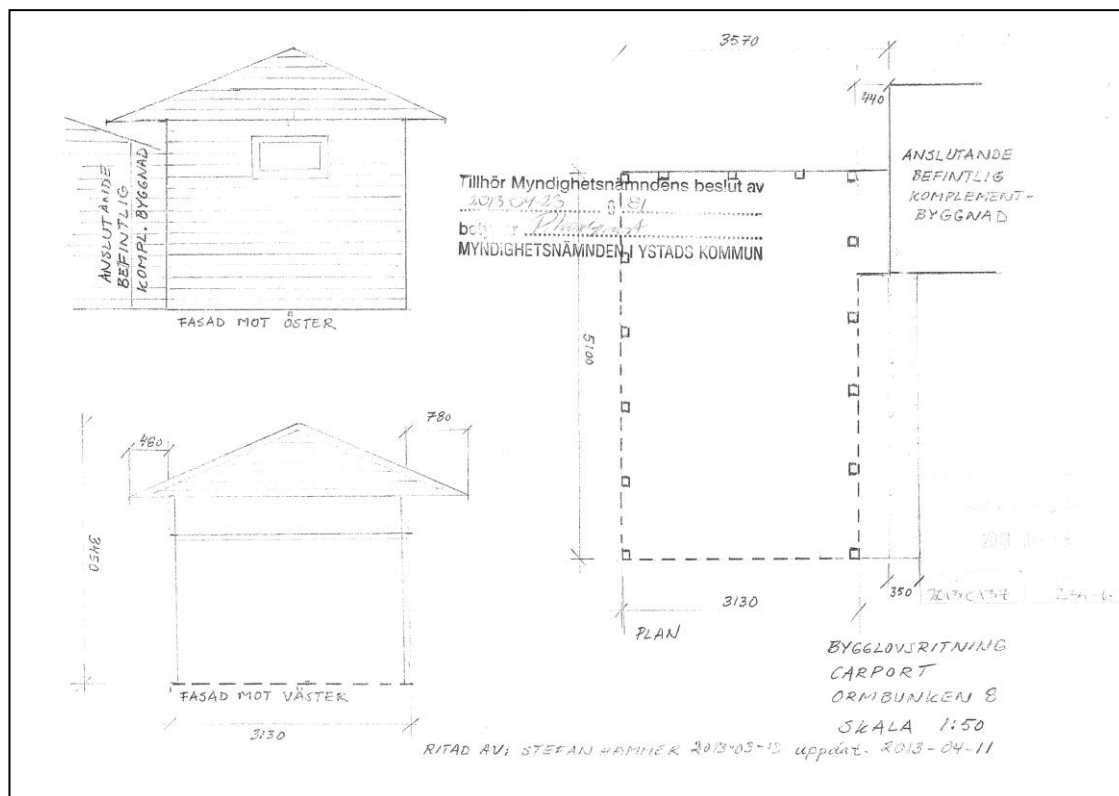 ANSLUTANDE
BEFINTLIG
KOMPL. BYGGNAD
FASAD MOT ÖSTER
460
780
3450
FASAD MOT VÄSTER
3130
3570
440
ANSLUTANDE
BEFINTLIG
KOMPLEMENT-
BYGGNAD
Tillhör Myndighetsnämndens beslut av
2013-04-23 § 81
MYNDIGHETSNÄMNDEN I YSTADS KOMMUN
5100
3130
350
PLAN
BYGGLOVSRITNING
CARPORT
ORMBUNKEN 8
SKALA 1:50
RITAD AV: STEFAN HAMMER 2013-03-13 uppdat. 2013-04-11